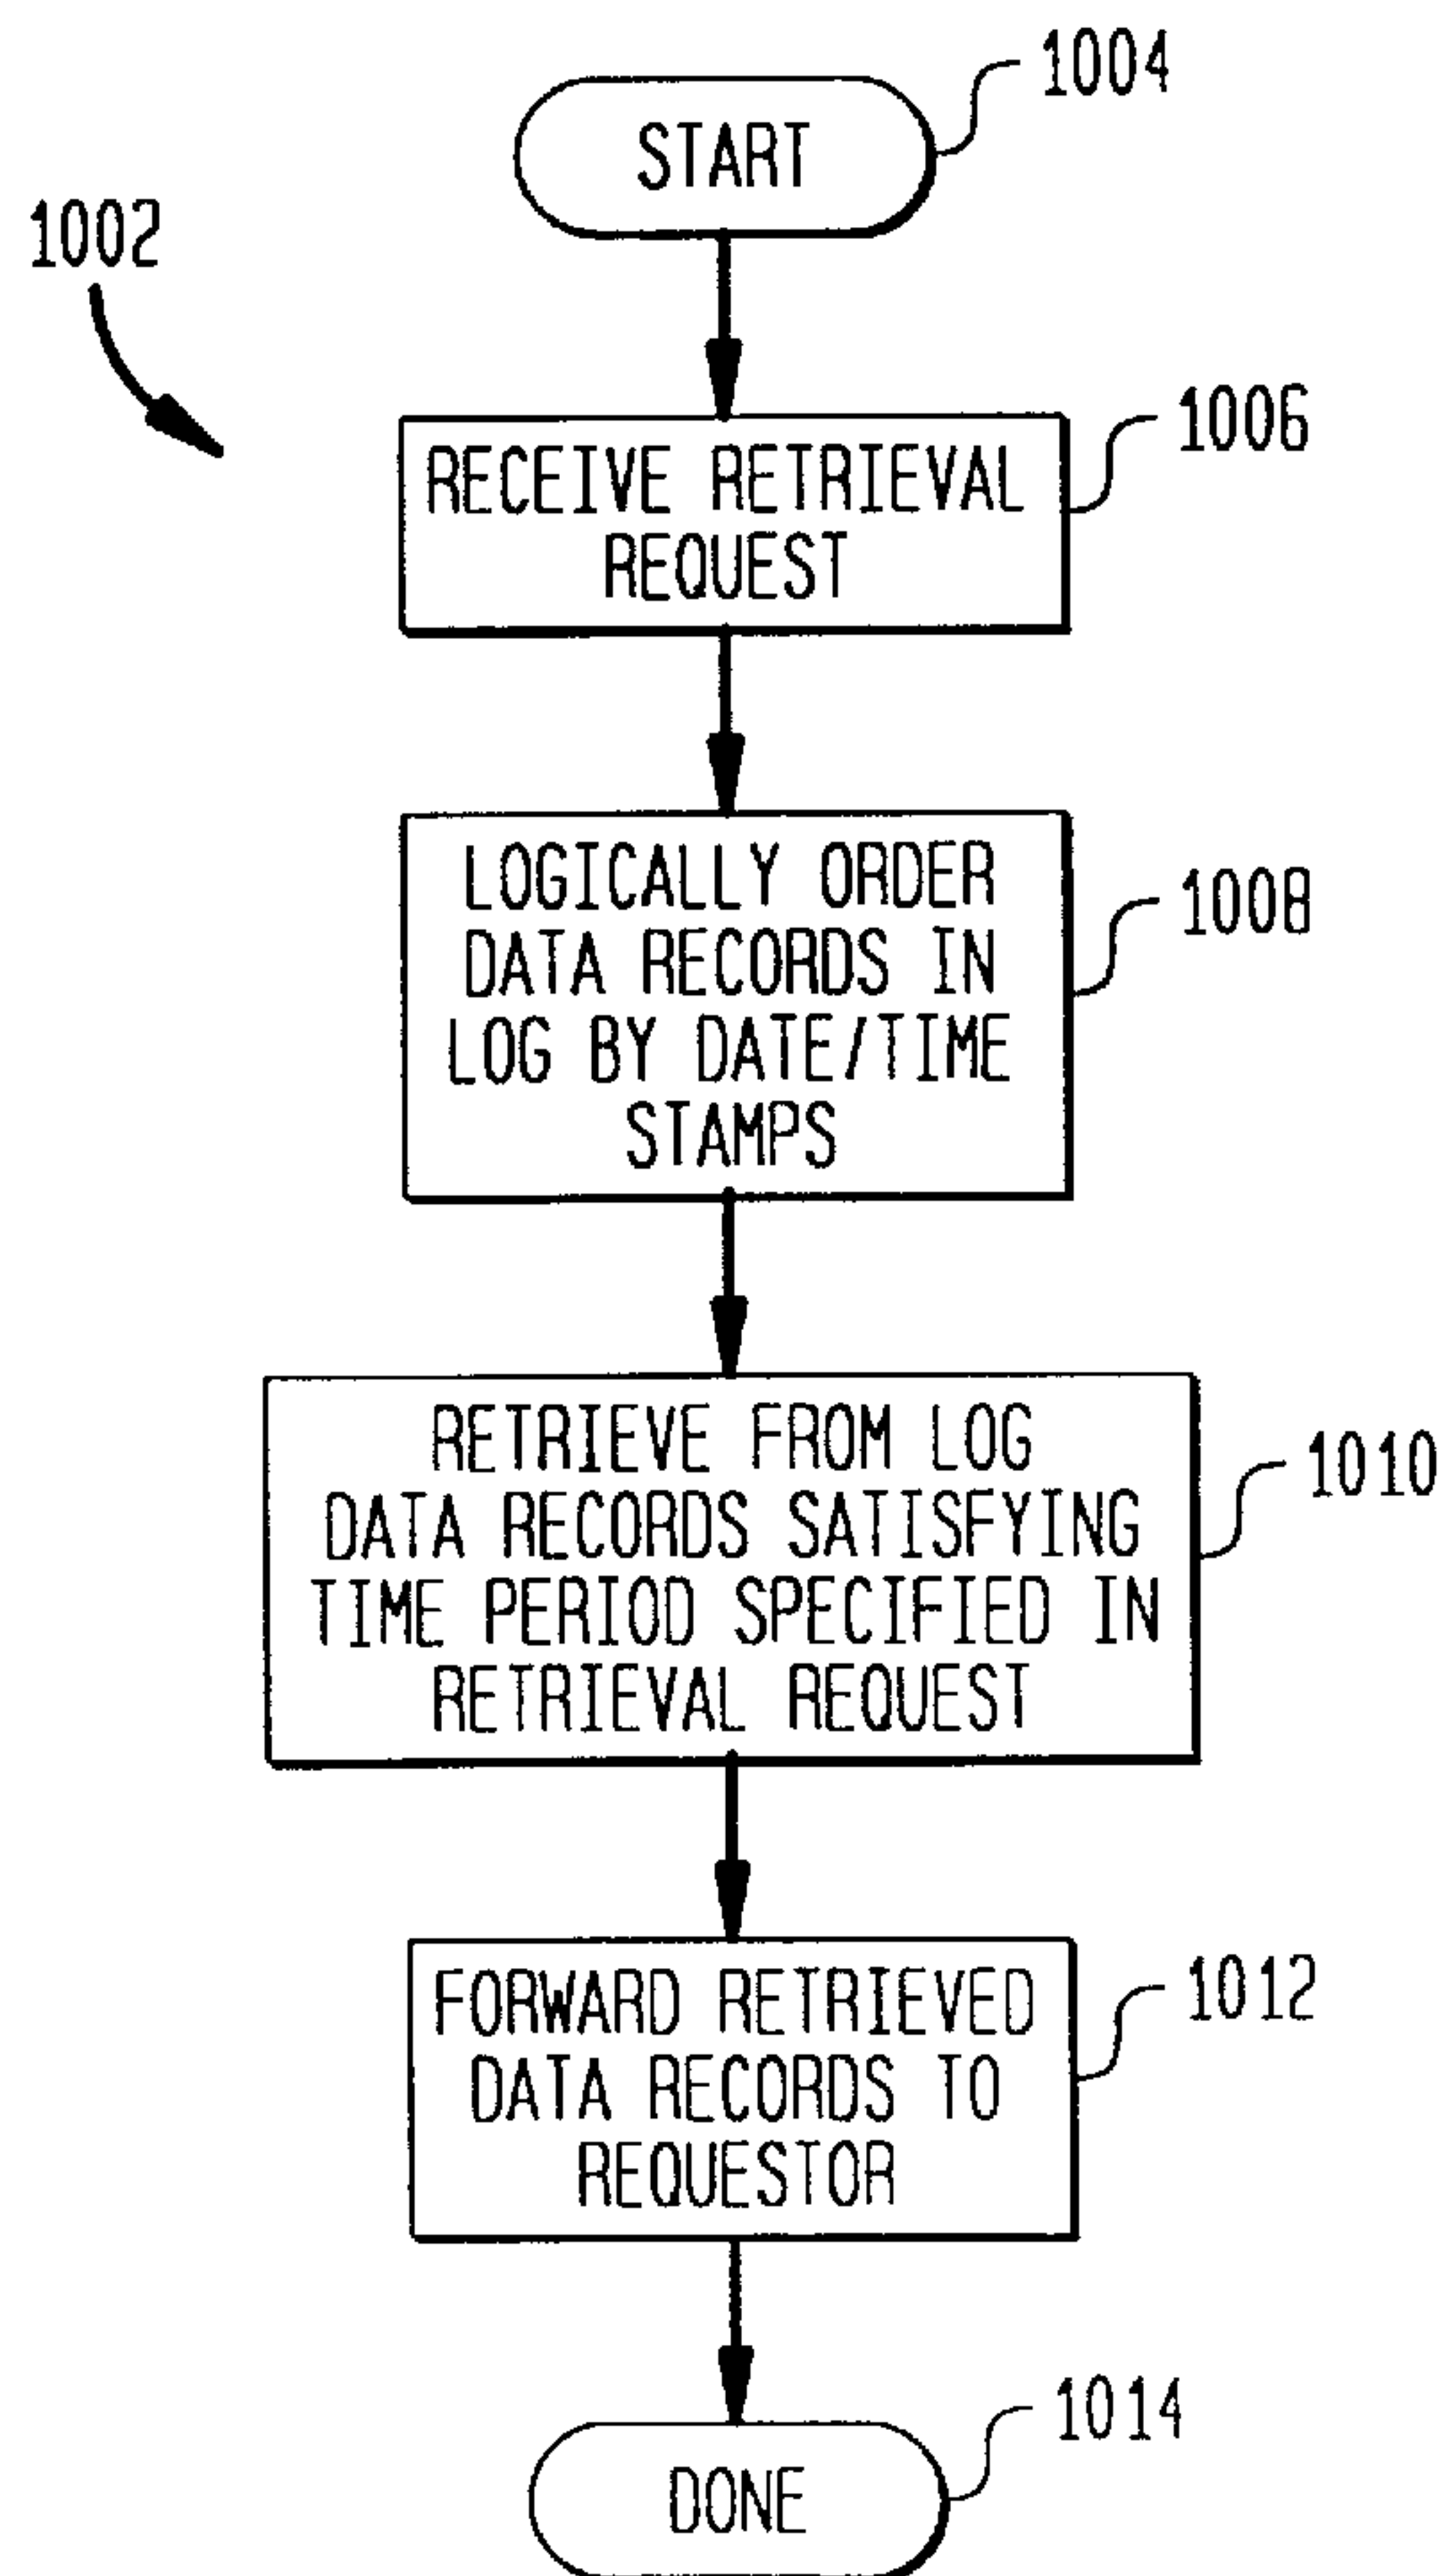 1004
START
1002
1006
RECEIVE RETRIEVAL
REQUEST
1008
LOGICALLY ORDER
DATA RECORDS IN
LOG BY DATE/TIME
STAMPS
1010
RETRIEVE FROM LOG
DATA RECORDS SATISFYING
TIME PERIOD SPECIFIED IN
RETRIEVAL REQUEST
1012
FORWARD RETRIEVED
DATA RECORDS TO
REQUESTOR
1014
DONE